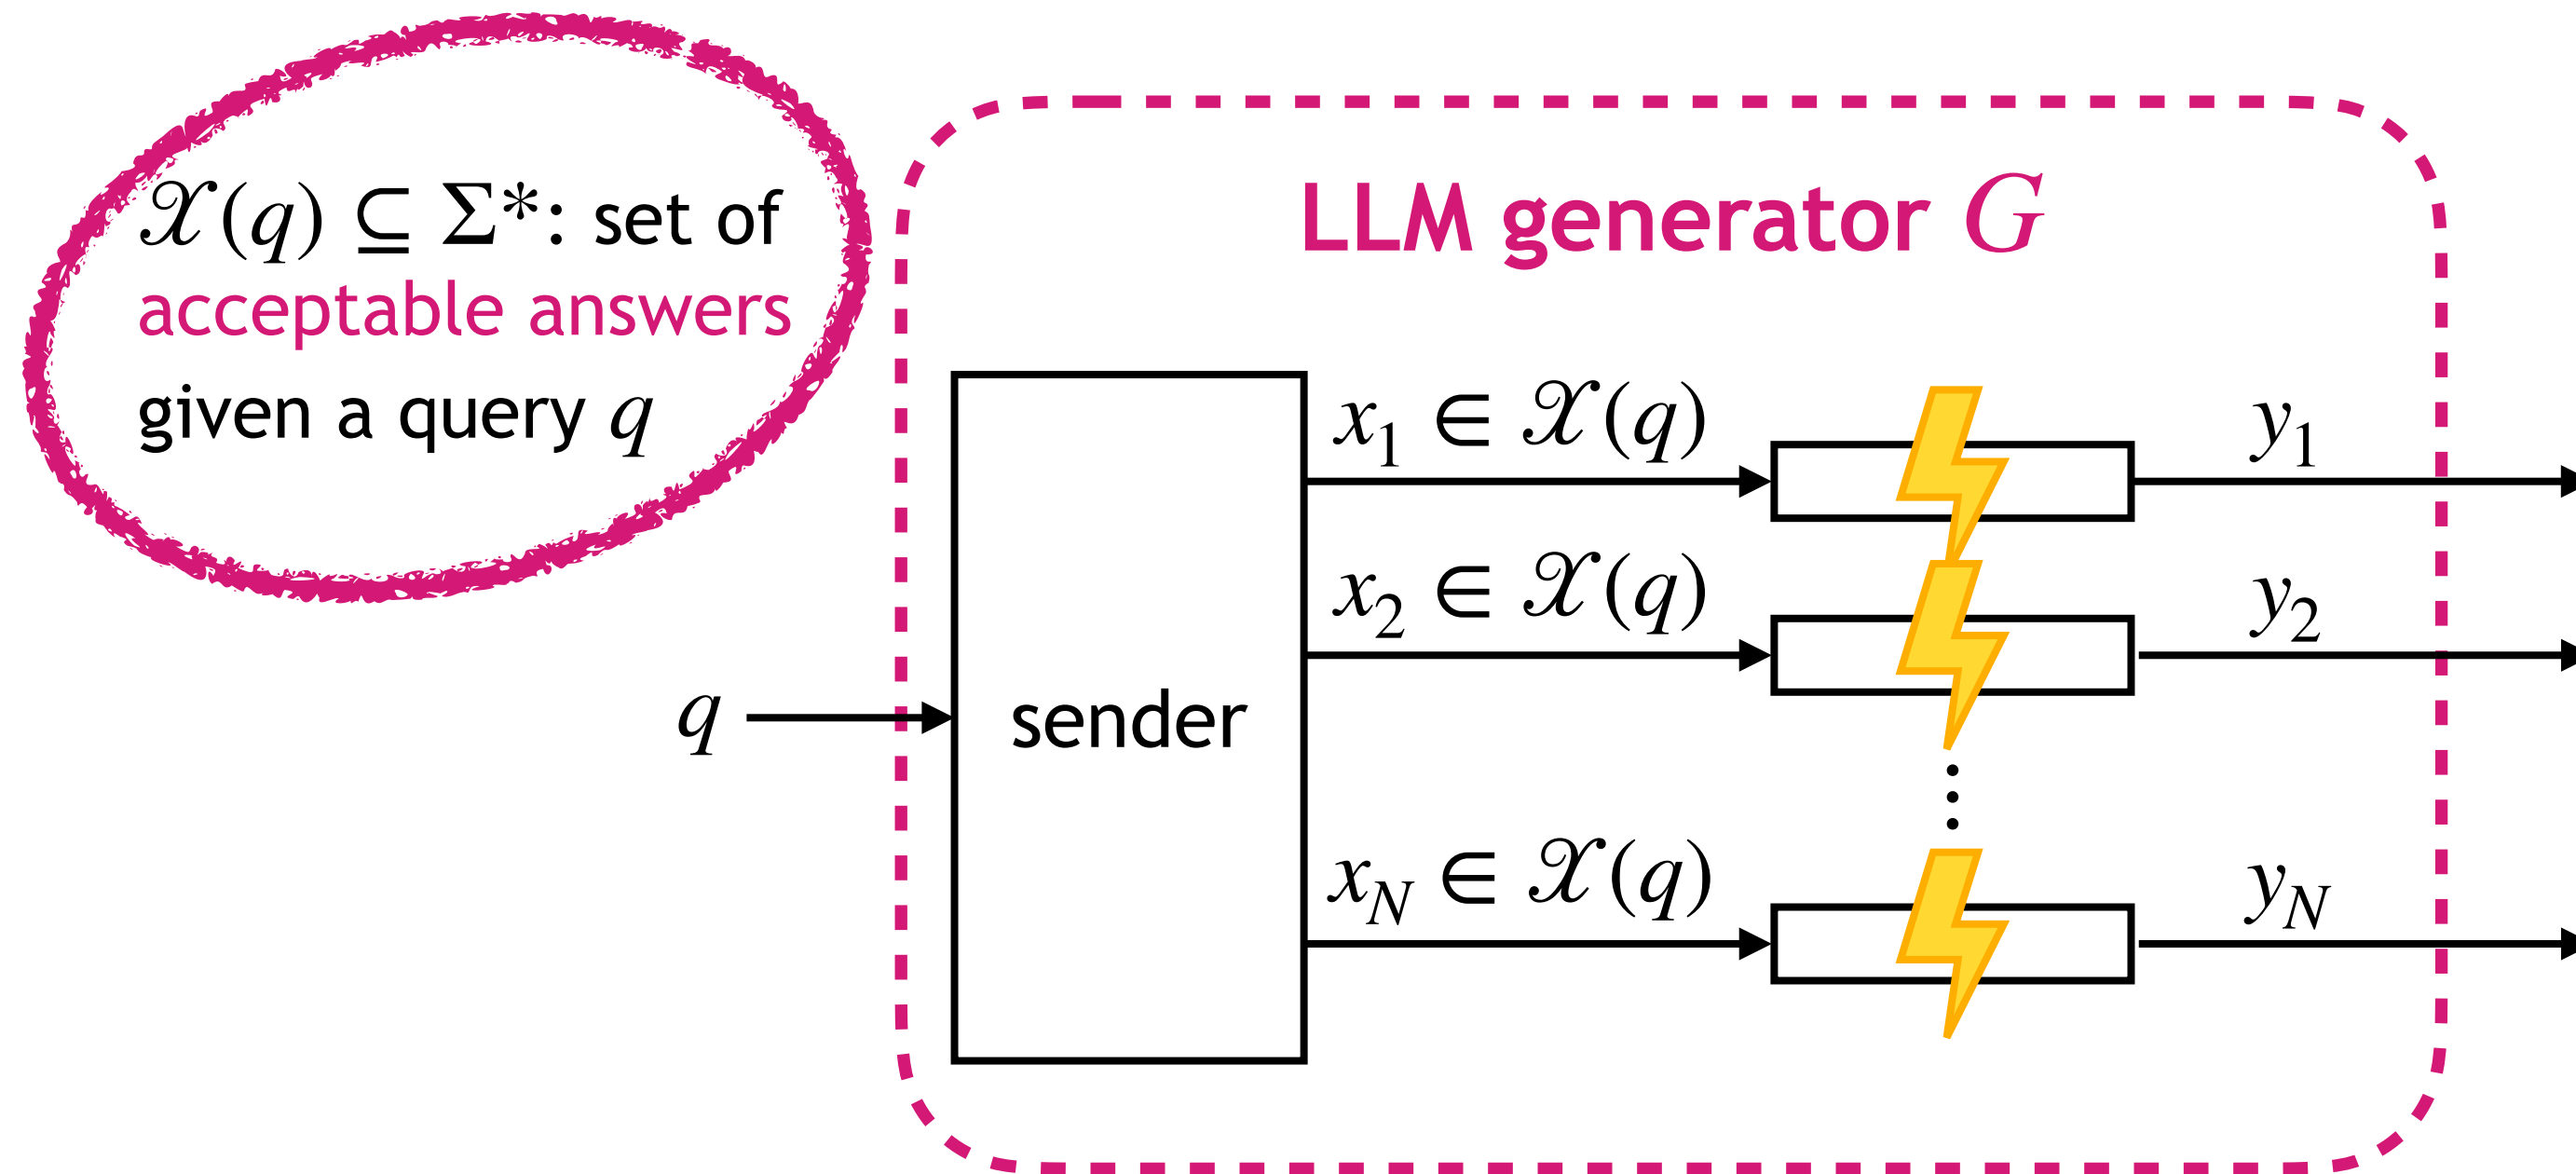 𝒳(q) ⊆ Σ*: set of
acceptable answers
given a query q
LLM generator G
q
sender
x₁ ∈ 𝒳(q)
y₁
x₂ ∈ 𝒳(q)
y₂
⋮
x_N ∈ 𝒳(q)
y_N